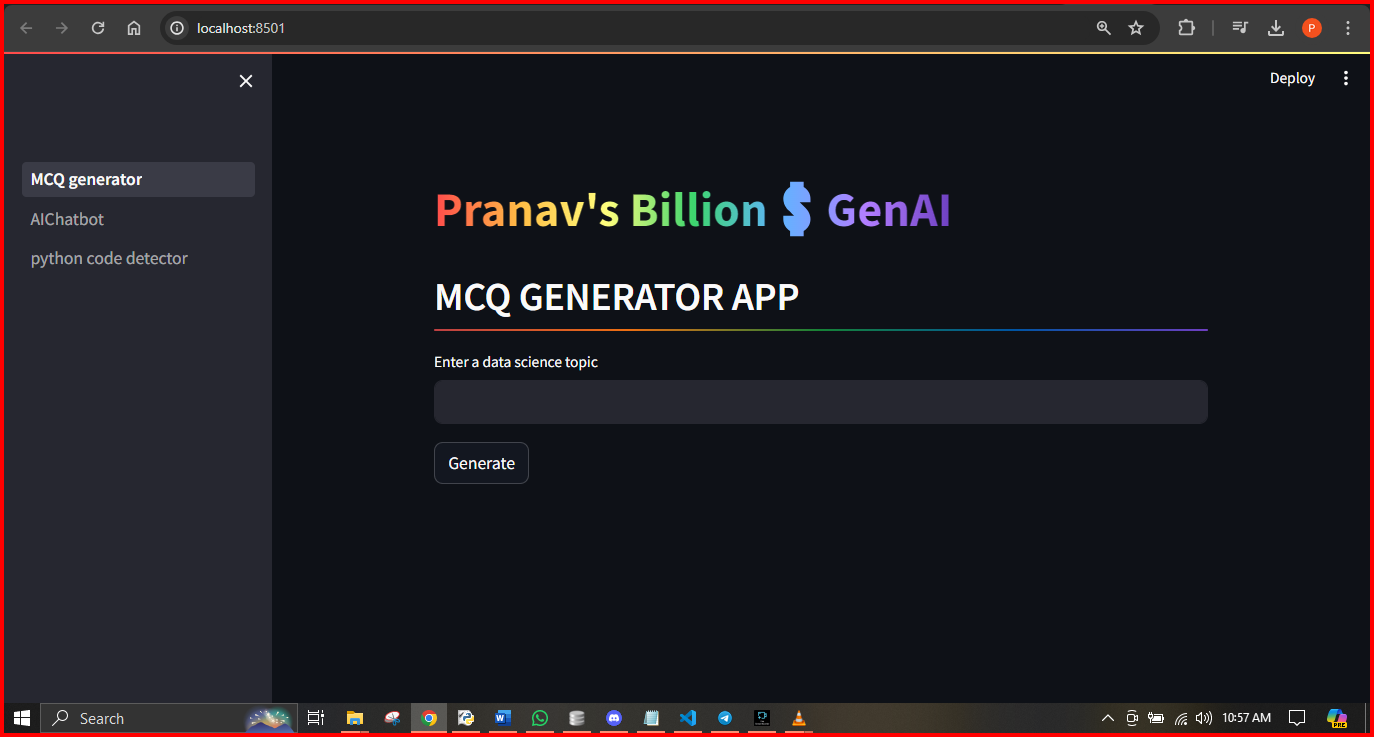 localhost:8501
P
Deploy
MCQ generator
AIChatbot
python code detector
Pranav's Billion $ GenAI
MCQ GENERATOR APP
Enter a data science topic
Generate
Search
10:57 AM
PRE